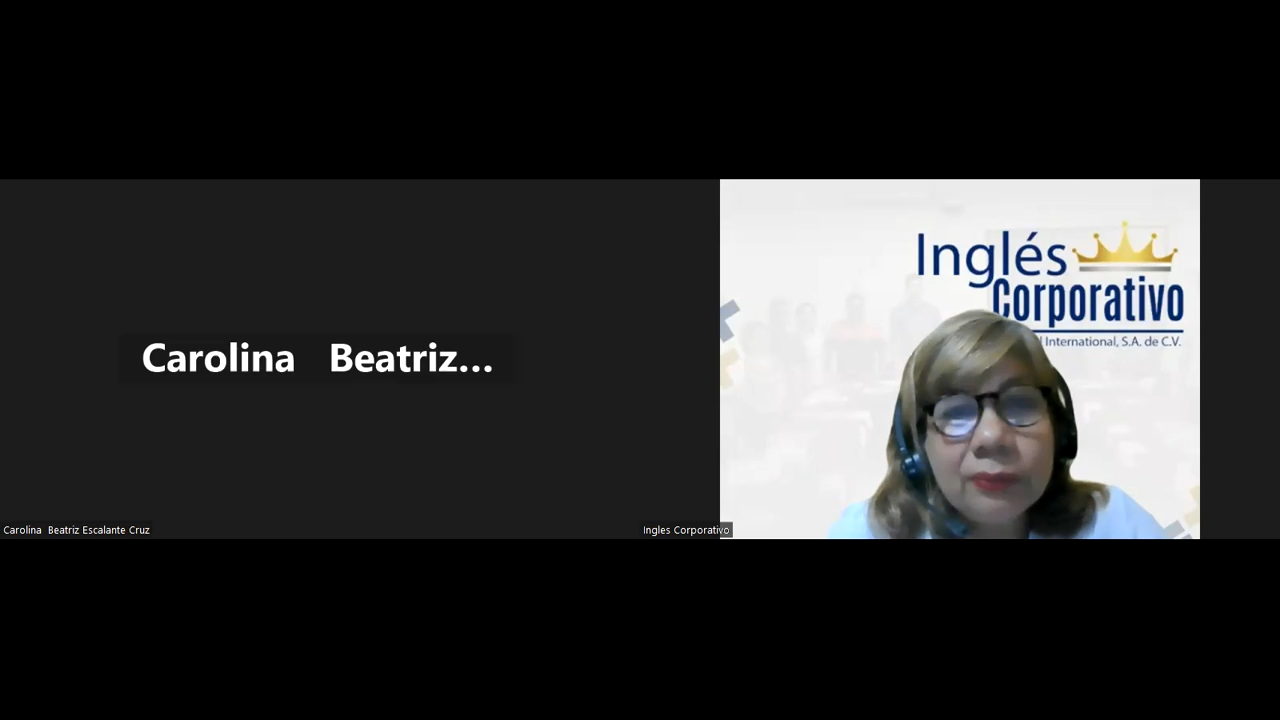 Carolina Beatriz...
Carolina Beatriz Escalante Cruz
Inglés
Corporativo
International, S.A. de C.V.
Ingles Corporativo